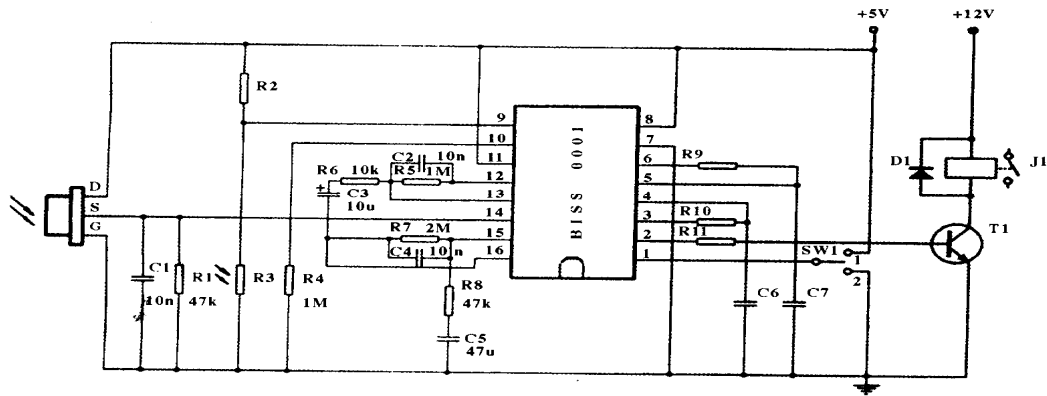 +5V
+12V
R2
9
10
11
12
13
14
15
16
8
7
6
5
4
3
2
1
BISS 0001
C2
10n
R6
10k
R5
1M
C3
10u
+
R7
2M
C4
10n
R8
47k
C5
47u
D
S
G
C1
10n
R1
47k
R3
R4
1M
R9
R10
R11
C6
C7
SW1
1
2
D1
J1
T1